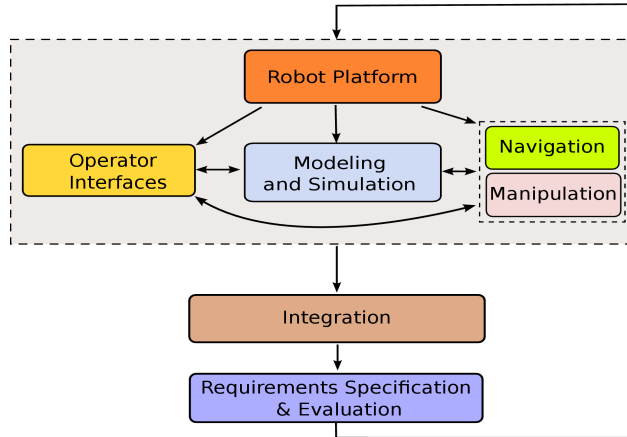 Robot Platform
Operator
Interfaces
Modeling
and Simulation
Navigation
Manipulation
Integration
Requirements Specification
& Evaluation